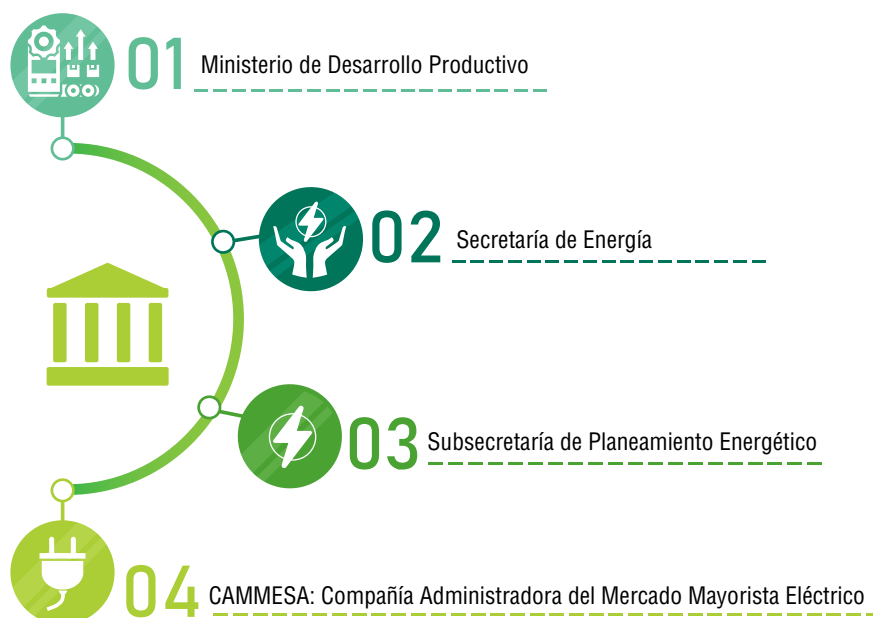 01 Ministerio de Desarrollo Productivo
02 Secretaría de Energía
03 Subsecretaría de Planeamiento Energético
04 CAMMESA: Compañía Administradora del Mercado Mayorista Eléctrico